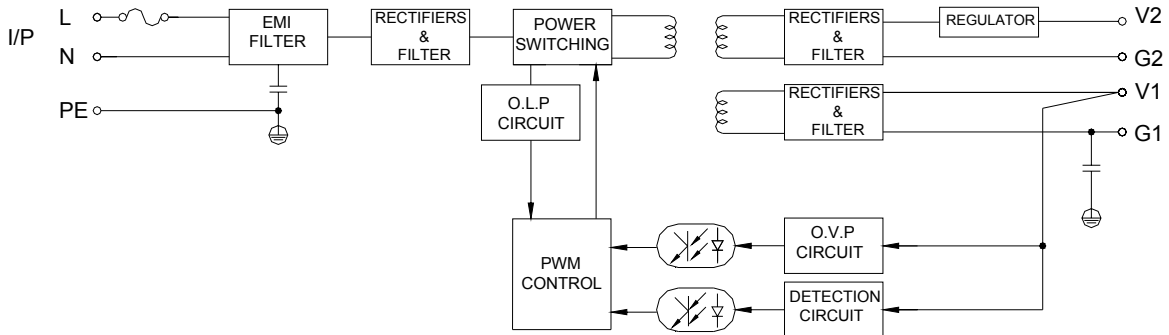 I/P
L
N
PE
EMI
FILTER
RECTIFIERS
&
FILTER
POWER
SWITCHING
O.L.P
CIRCUIT
PWM
CONTROL
RECTIFIERS
&
FILTER
REGULATOR
V2
G2
RECTIFIERS
&
FILTER
V1
G1
O.V.P
CIRCUIT
DETECTION
CIRCUIT